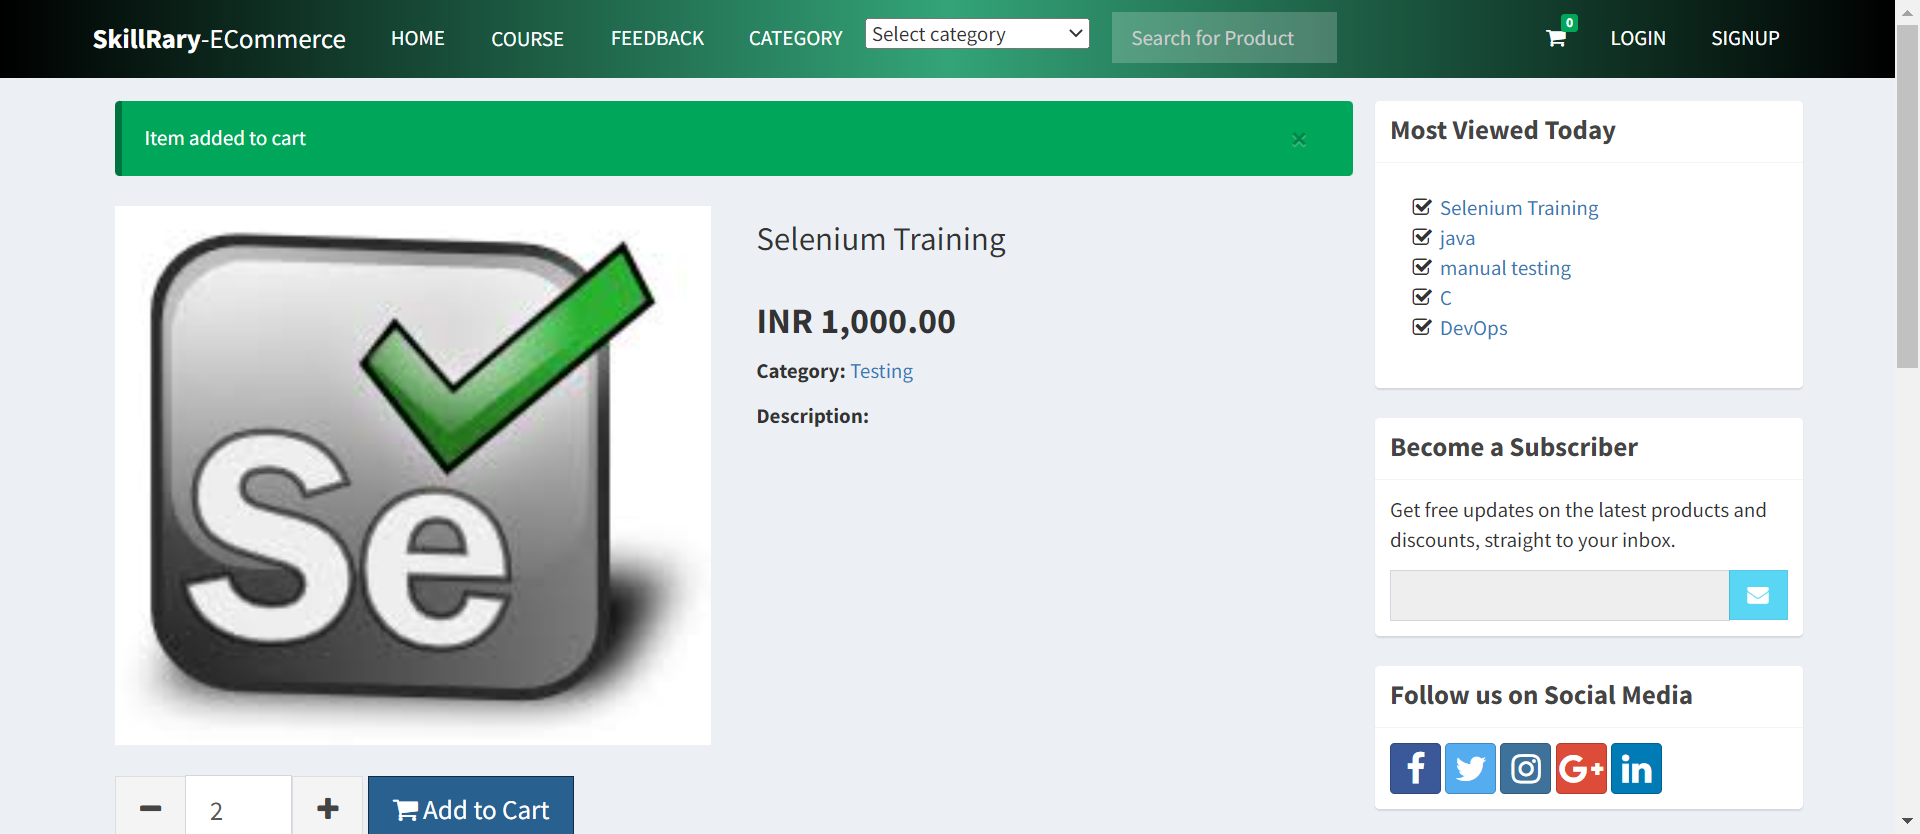 SkillRary-ECommerce HOME COURSE FEEDBACK CATEGORY Select category Search for Product 0 LOGIN SIGNUP
Item added to cart ×
Se
Selenium Training
INR 1,000.00
Category: Testing
Description:
2 Add to Cart
Most Viewed Today
Selenium Training
java
manual testing
C
DevOps
Become a Subscriber
Get free updates on the latest products and
discounts, straight to your inbox.
Follow us on Social Media
f G+ in